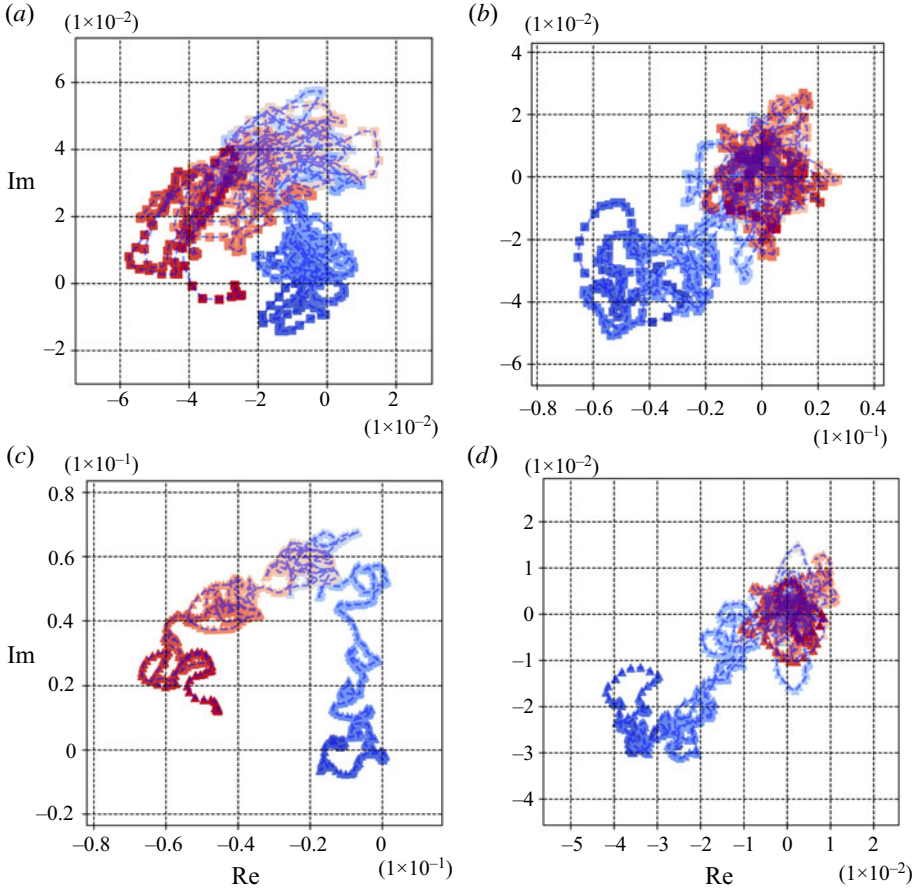 (a) (1×10⁻²) (b) (1×10⁻²)
6
4
2
0
−2
Im
−6 −4 −2 0 2
(1×10⁻²)
4
2
0
−2
−4
−6
−0.8 −0.6 −0.4 −0.2 0 0.2 0.4
(1×10⁻¹)
(c) (1×10⁻¹) (d) (1×10⁻²)
0.8
0.6
0.4
0.2
0
−0.2
Im
−0.8 −0.6 −0.4 −0.2 0
Re (1×10⁻¹)
2
1
0
−1
−2
−3
−4
−5 −4 −3 −2 −1 0 1 2
Re (1×10⁻²)